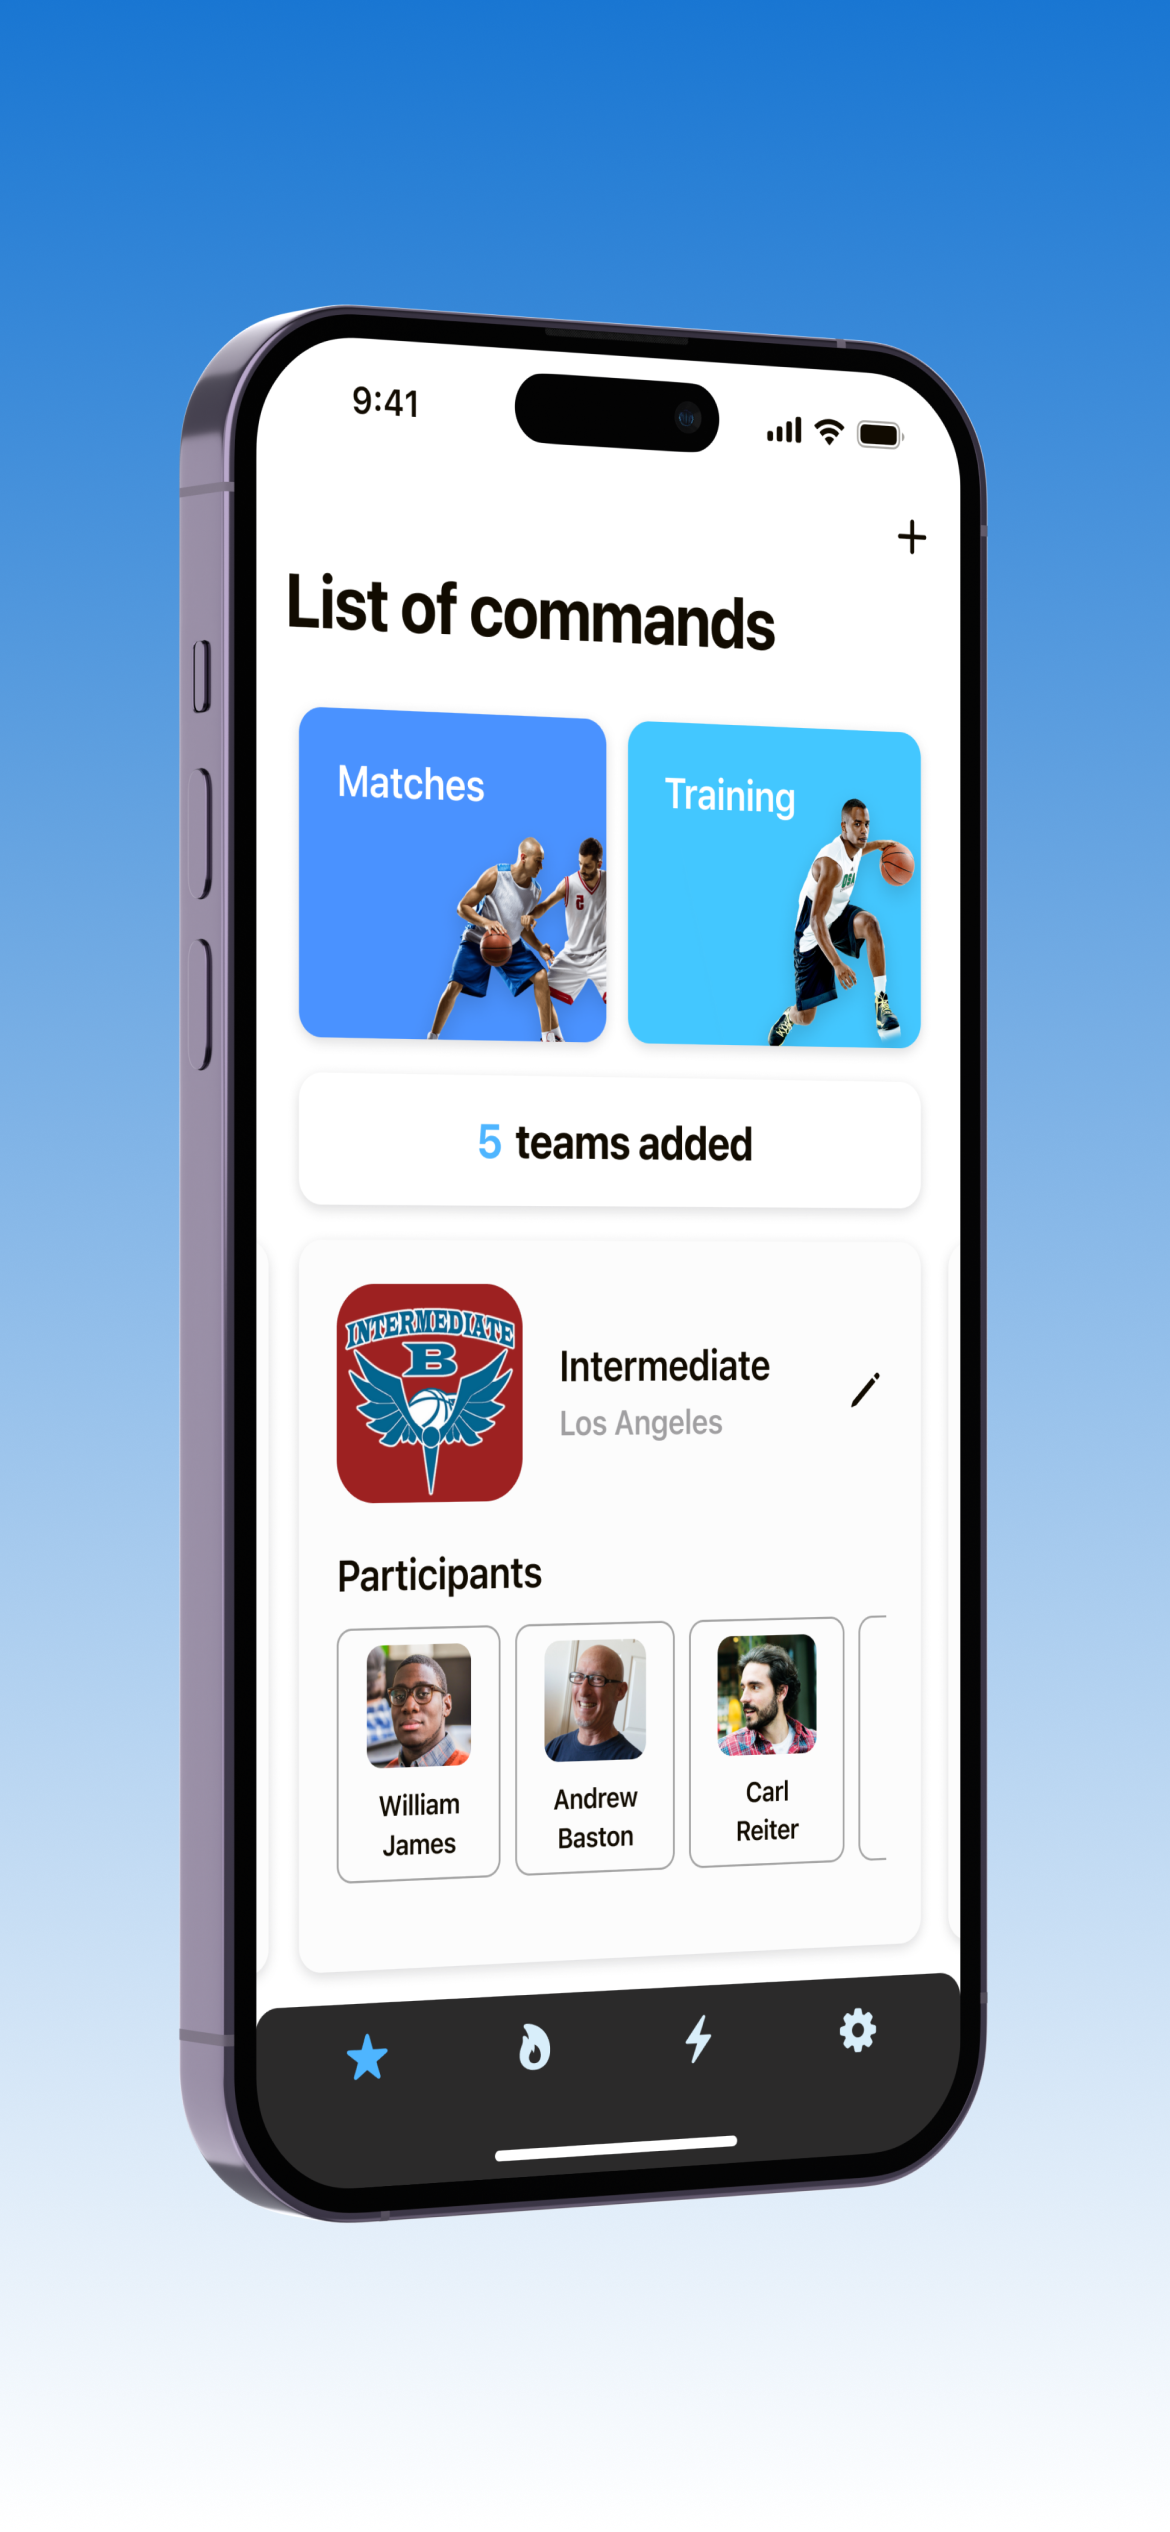 9:41
List of commands
Matches
Training
5 teams added
INTERMEDIATE
B
Intermediate
Los Angeles
Participants
William
James
Andrew
Baston
Carl
Reiter